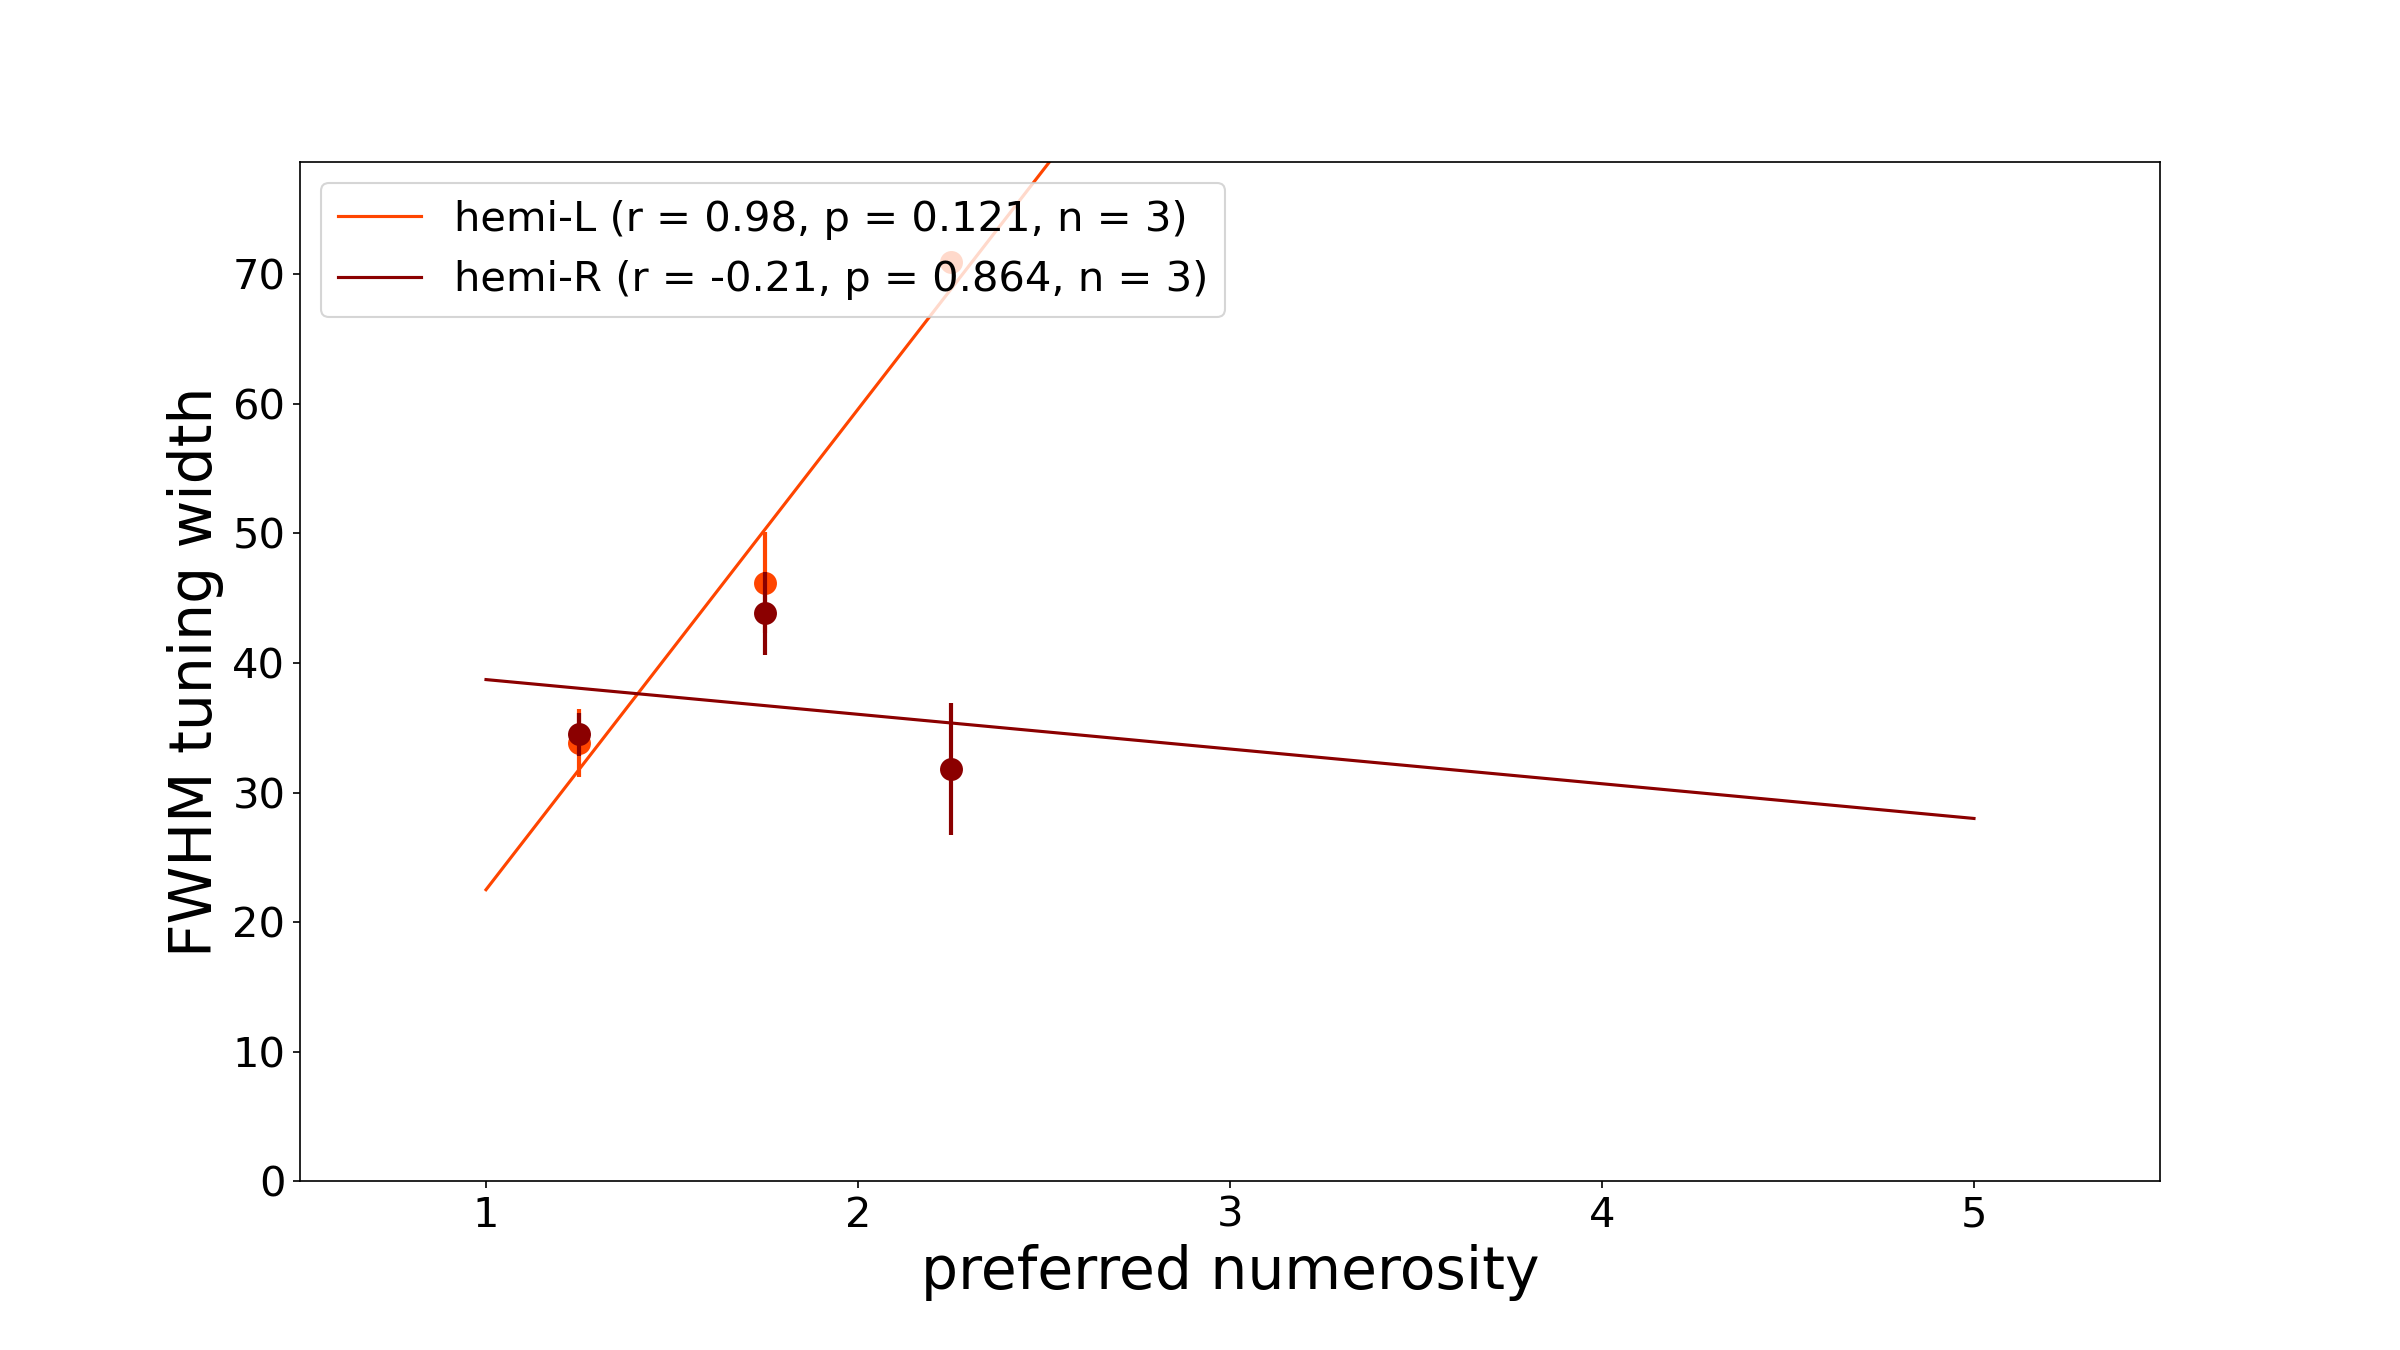 hemi-L (r = 0.98, p = 0.121, n = 3)
hemi-R (r = -0.21, p = 0.864, n = 3)
FWHM tuning width
70
60
50
40
30
20
10
0
1 2 3 4 5
preferred numerosity